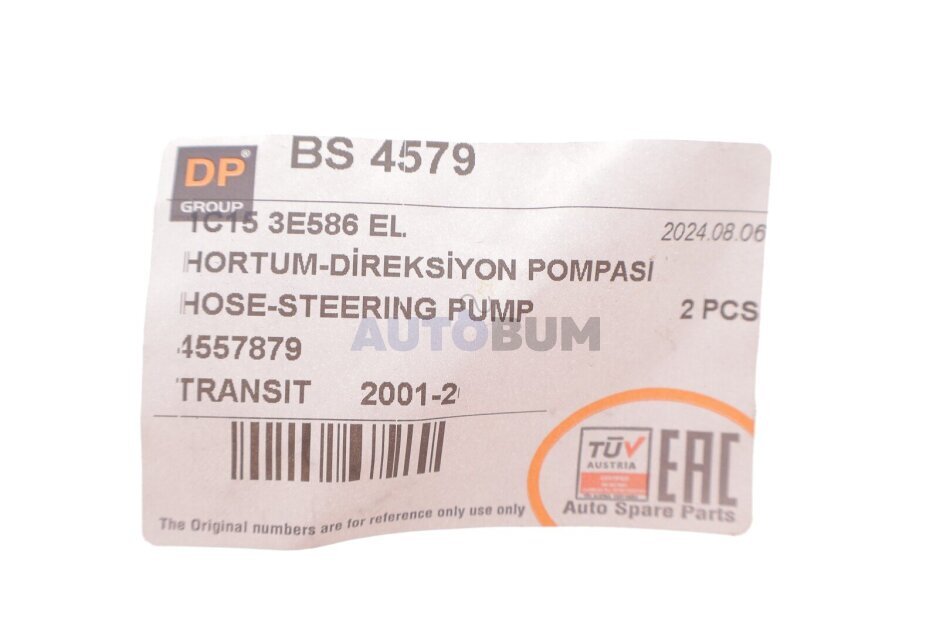 DP®
GROUP
BS 4579
1C15 3E586 EL
2024.08.06
HORTUM-DİREKSİYON POMPASI
HOSE-STEERING PUMP
2 PCS
AUTOBUM
4557879
TRANSIT 2001-2
TÜV
AUSTRIA
EAC
Auto Spare Parts
The Original numbers are for reference only use only